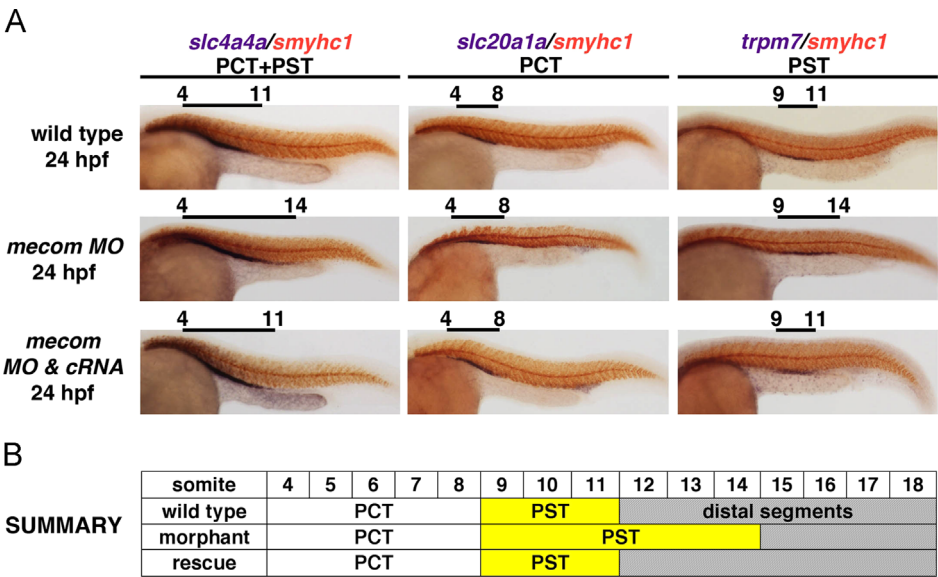 A
slc4a4a/smyhc1 slc20a1a/smyhc1 trpm7/smyhc1
PCT+PST PCT PST
4 11 4 8 9 11
wild type
24 hpf
4 14 4 8 9 14
mecom MO
24 hpf
4 11 4 8 9 11
mecom
MO & cRNA
24 hpf
B
SUMMARY
somite 4 5 6 7 8 9 10 11 12 13 14 15 16 17 18
wild type PCT PST distal segments
morphant PCT PST
rescue PCT PST